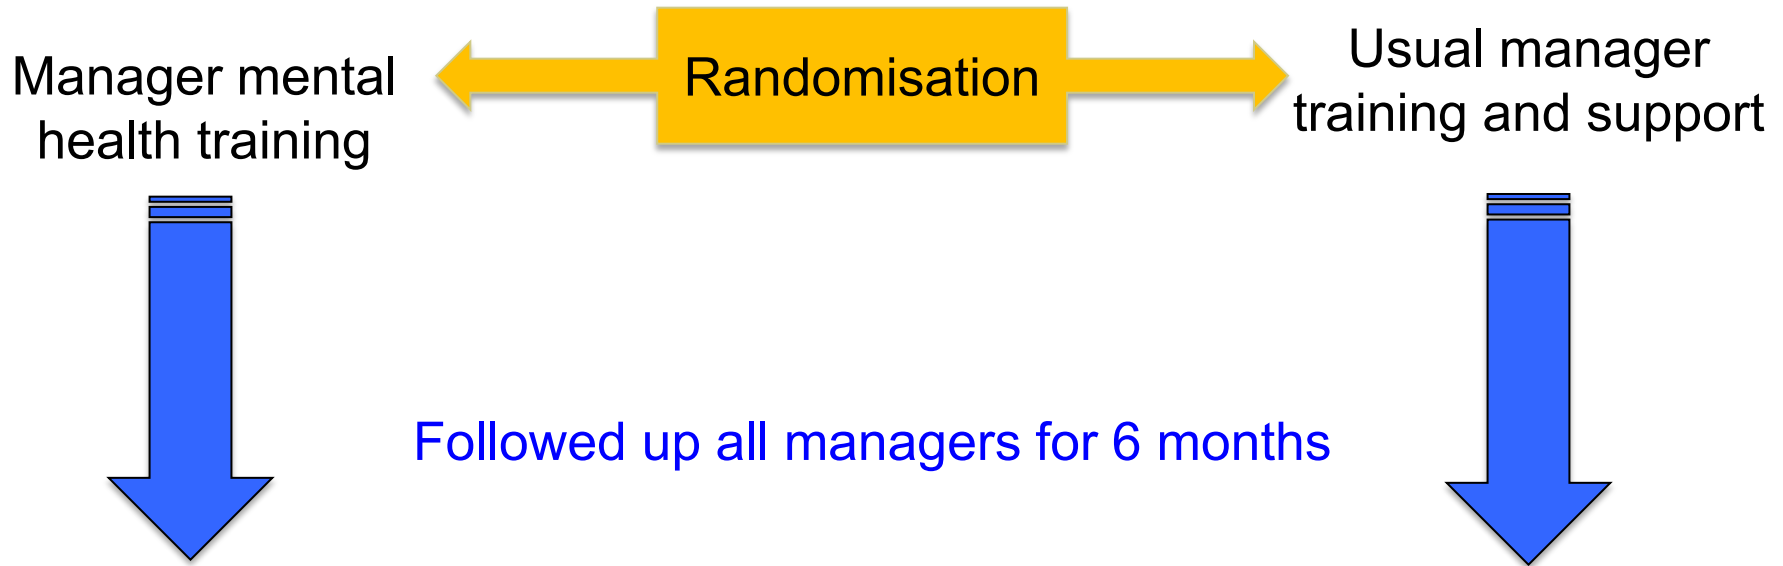 Manager mental
health training
Randomisation
Usual manager
training and support
Followed up all managers for 6 months